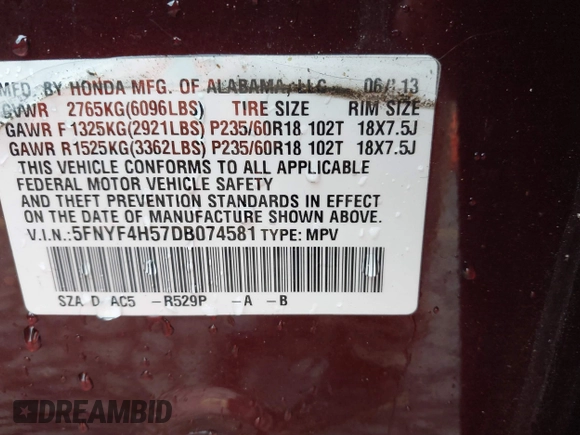 MFD. BY HONDA MFG. OF ALABAMA, LLC 06/13
GVWR 2765KG(6096LBS) TIRE SIZE RIM SIZE
GAWR F 1325KG(2921LBS) P235/60R18 102T 18X7.5J
GAWR R1525KG(3362LBS) P235/60R18 102T 18X7.5J
THIS VEHICLE CONFORMS TO ALL APPLICABLE
FEDERAL MOTOR VEHICLE SAFETY
AND THEFT PREVENTION STANDARDS IN EFFECT
ON THE DATE OF MANUFACTURE SHOWN ABOVE.
V.I.N.:5FNYF4H57DB074581 TYPE: MPV
SZA D AC5 -R529P -A -B
DREAMBID